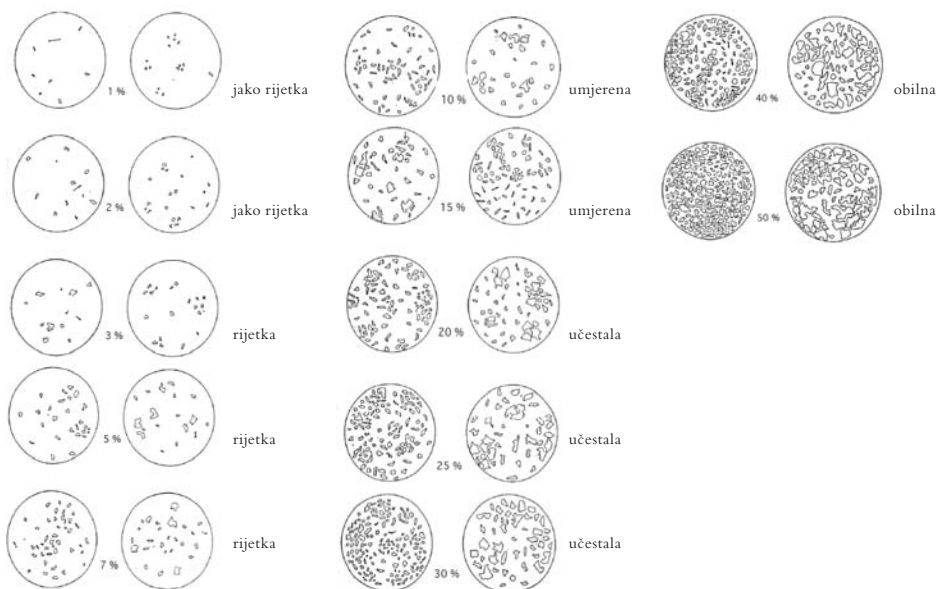 1 % jako rijetka
2 % jako rijetka
3 % rijetka
5 % rijetka
7 % rijetka
10 % umjerena
15 % umjerena
20 % učestala
25 % učestala
30 % učestala
40 % obilna
50 % obilna